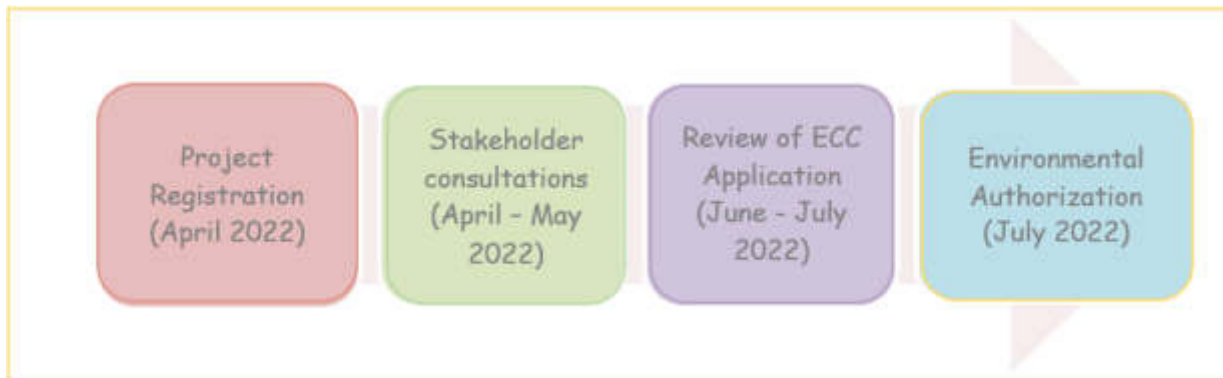 Project
Registration
(April 2022)
Stakeholder
consultations
(April – May
2022)
Review of ECC
Application
(June - July
2022)
Environmental
Authorization
(July 2022)